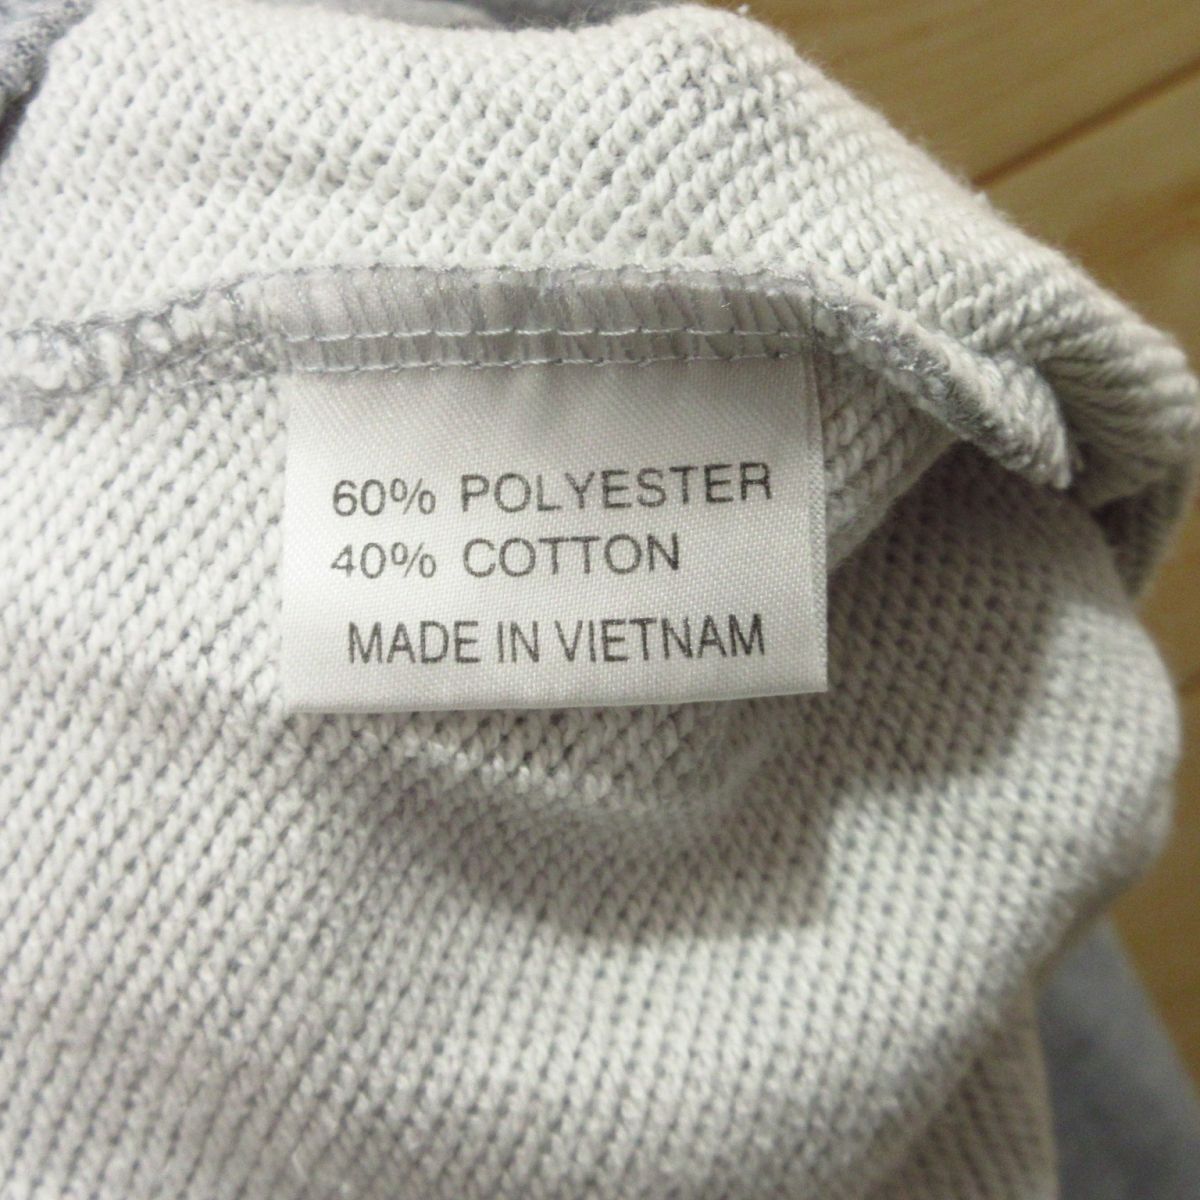 60% POLYESTER
40% COTTON
MADE IN VIETNAM